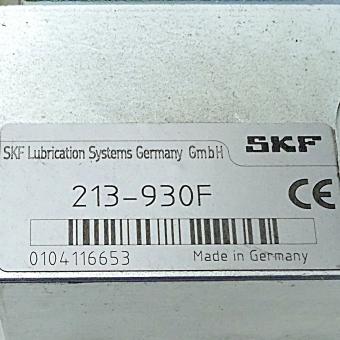 SKF Lubrication Systems Germany GmbH SKF
213-930F CE
0104116653 Made in Germany